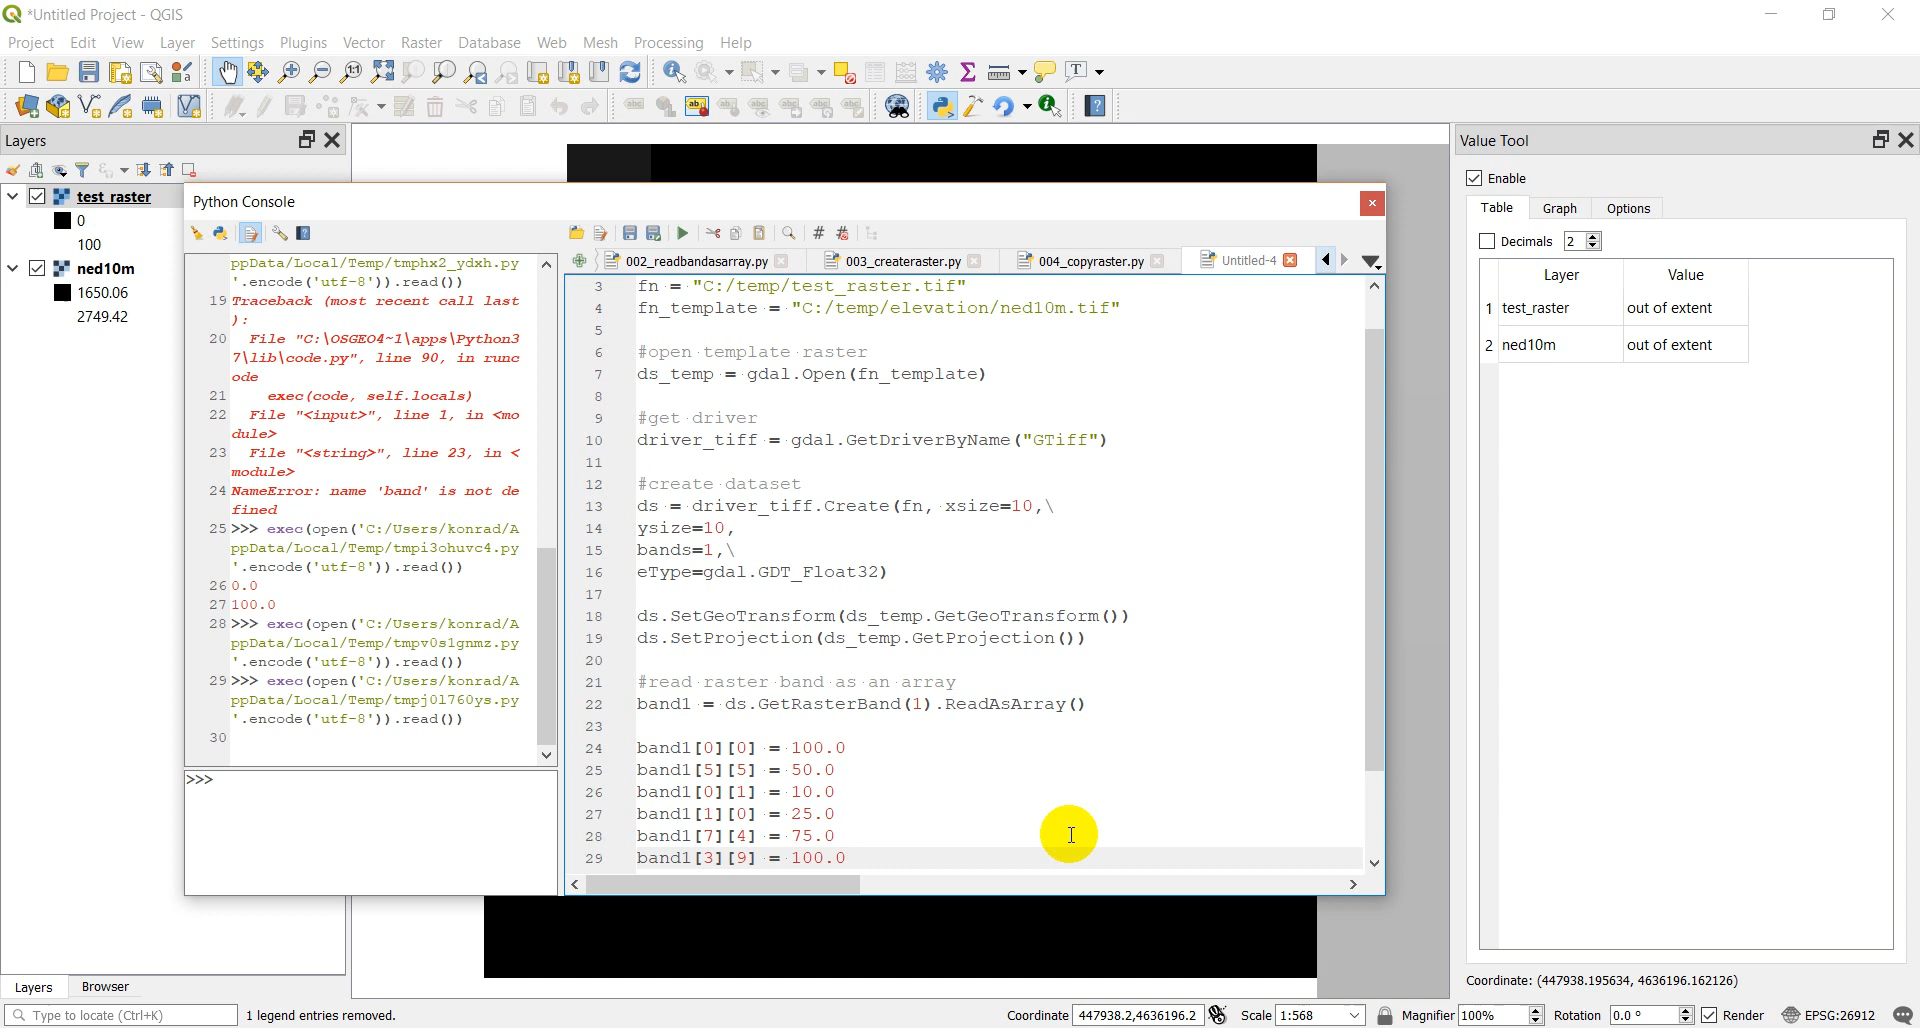 *Untitled Project - QGIS
Project Edit View Layer Settings Plugins Vector Raster Database Web Mesh Processing Help
Layers
test_raster
0
100
ned10m
1650.06
2749.42
Python Console
ppData/Local/Temp/tmphx2_ydxh.py
'.encode('utf-8')).read())
19 Traceback (most recent call last
):
20 File "C:\OSGEO4~1\apps\Python3
7\lib\code.py", line 90, in runc
ode
21 exec(code, self.locals)
22 File "<input>", line 1, in <mo
dule>
23 File "<string>", line 23, in <
module>
24 NameError: name 'band' is not de
fined
25 >>> exec(open('C:/Users/konrad/A
ppData/Local/Temp/tmpi3ohuvc4.py
'.encode('utf-8')).read())
26 0.0
27 100.0
28 >>> exec(open('C:/Users/konrad/A
ppData/Local/Temp/tmpv0s1gnmz.py
'.encode('utf-8')).read())
29 >>> exec(open('C:/Users/konrad/A
ppData/Local/Temp/tmpj0l760ys.py
'.encode('utf-8')).read())
30
>>>
002_readbandasarray.py 003_createraster.py 004_copyraster.py Untitled-4
3 fn = "C:/temp/test_raster.tif"
4 fn_template = "C:/temp/elevation/ned10m.tif"
5
6 #open template raster
7 ds_temp = gdal.Open(fn_template)
8
9 #get driver
10 driver_tiff = gdal.GetDriverByName("GTiff")
11
12 #create dataset
13 ds = driver_tiff.Create(fn, xsize=10,\
14 ysize=10,
15 bands=1,\
16 eType=gdal.GDT_Float32)
17
18 ds.SetGeoTransform(ds_temp.GetGeoTransform())
19 ds.SetProjection(ds_temp.GetProjection())
20
21 #read raster band as an array
22 band1 = ds.GetRasterBand(1).ReadAsArray()
23
24 band1[0][0] = 100.0
25 band1[5][5] = 50.0
26 band1[0][1] = 10.0
27 band1[1][0] = 25.0
28 band1[7][4] = 75.0
29 band1[3][9] = 100.0
Value Tool
Enable
Table Graph Options
Decimals 2
Layer Value
1 test_raster out of extent
2 ned10m out of extent
Coordinate: (447938.195634, 4636196.162126)
Layers Browser
Type to locate (Ctrl+K) 1 legend entries removed. Coordinate 447938.2,4636196.2 Scale 1:568 Magnifier 100% Rotation 0.0 ° Render EPSG:26912